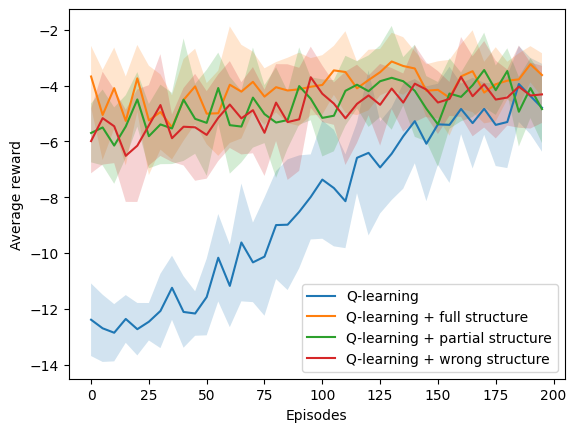 −2
−4
−6
−8
−10
−12
−14
Average reward
0
25
50
75
100
125
150
175
200
Episodes
Q-learning
Q-learning + full structure
Q-learning + partial structure
Q-learning + wrong structure